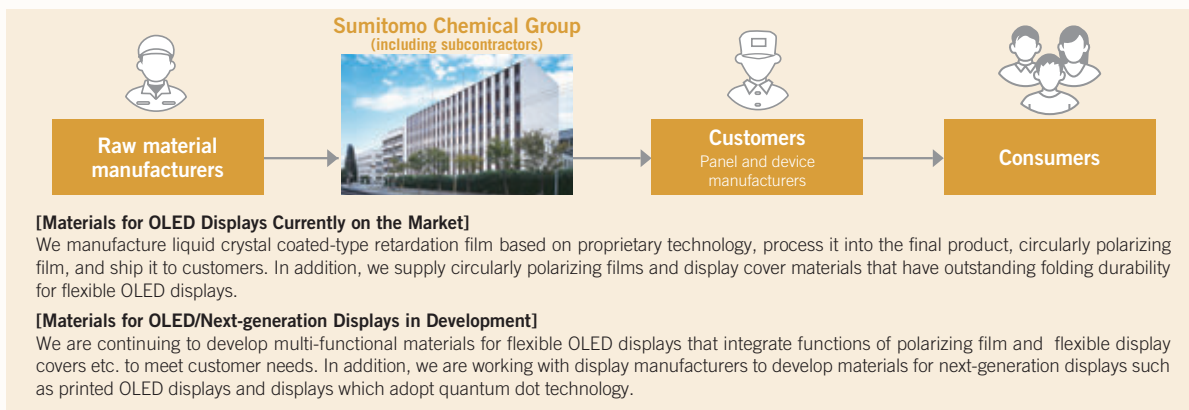 Sumitomo Chemical Group
(including subcontractors)
Raw material
manufacturers
Customers
Panel and device
manufacturers
Consumers
[Materials for OLED Displays Currently on the Market]
We manufacture liquid crystal coated-type retardation film based on proprietary technology, process it into the final product, circularly polarizing
film, and ship it to customers. In addition, we supply circularly polarizing films and display cover materials that have outstanding folding durability
for flexible OLED displays.
[Materials for OLED/Next-generation Displays in Development]
We are continuing to develop multi-functional materials for flexible OLED displays that integrate functions of polarizing film and flexible display
covers etc. to meet customer needs. In addition, we are working with display manufacturers to develop materials for next-generation displays such
as printed OLED displays and displays which adopt quantum dot technology.